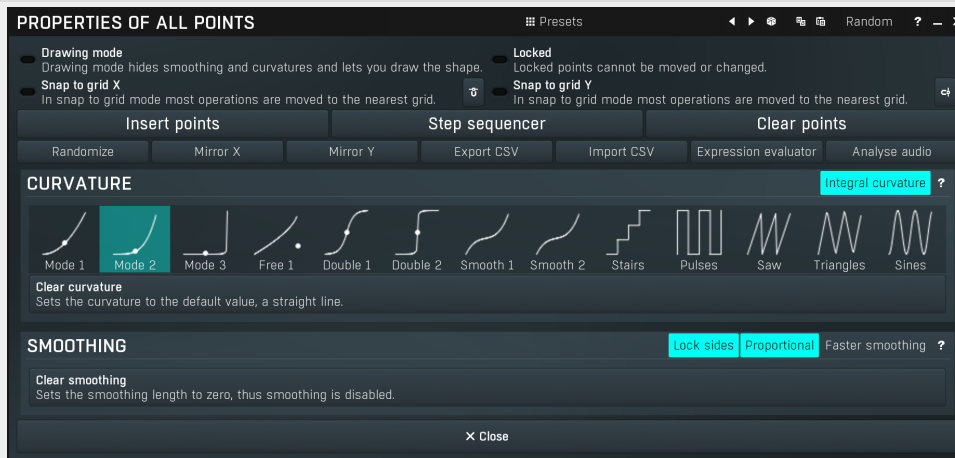 PROPERTIES OF ALL POINTS Presets Random ?
Drawing mode Locked
Drawing mode hides smoothing and curvatures and lets you draw the shape. Locked points cannot be moved or changed.
Snap to grid X Snap to grid Y
In snap to grid mode most operations are moved to the nearest grid. In snap to grid mode most operations are moved to the nearest grid.
Insert points Step sequencer Clear points
Randomize Mirror X Mirror Y Export CSV Import CSV Expression evaluator Analyse audio
CURVATURE Integral curvature ?
Mode 1 Mode 2 Mode 3 Free 1 Double 1 Double 2 Smooth 1 Smooth 2 Stairs Pulses Saw Triangles Sines
Clear curvature
Sets the curvature to the default value, a straight line.
SMOOTHING Lock sides Proportional Faster smoothing ?
Clear smoothing
Sets the smoothing length to zero, thus smoothing is disabled.
Close